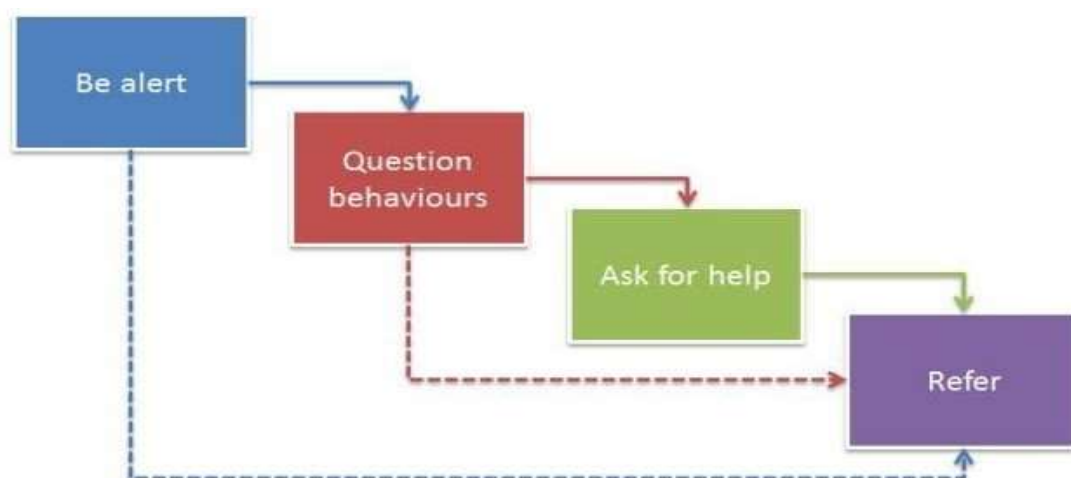 Be alert
Question
behaviours
Ask for help
Refer